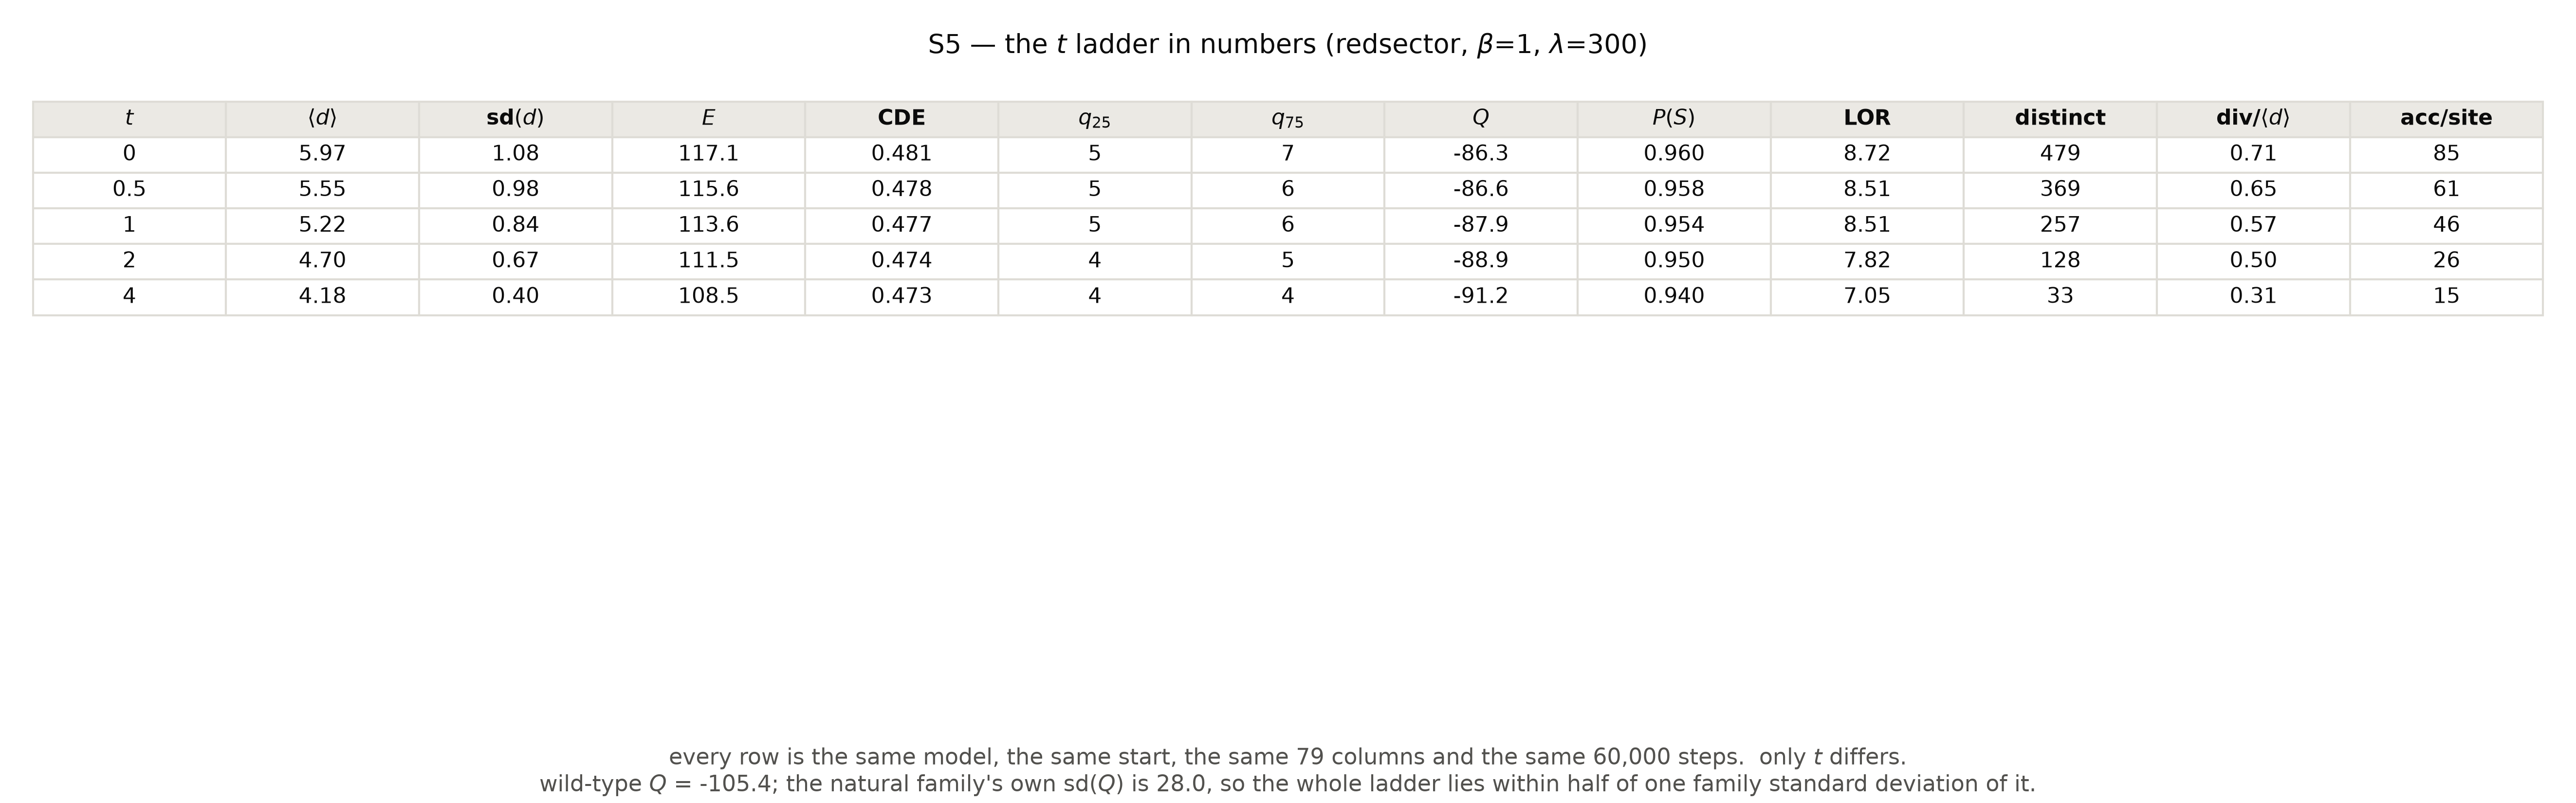 S5 — the t ladder in numbers (redsector, β=1, λ=300)
t ⟨d⟩ sd(d) E CDE q25 q75 Q P(S) LOR distinct div/⟨d⟩ acc/site
0 5.97 1.08 117.1 0.481 5 7 -86.3 0.960 8.72 479 0.71 85
0.5 5.55 0.98 115.6 0.478 5 6 -86.6 0.958 8.51 369 0.65 61
1 5.22 0.84 113.6 0.477 5 6 -87.9 0.954 8.51 257 0.57 46
2 4.70 0.67 111.5 0.474 4 5 -88.9 0.950 7.82 128 0.50 26
4 4.18 0.40 108.5 0.473 4 4 -91.2 0.940 7.05 33 0.31 15
every row is the same model, the same start, the same 79 columns and the same 60,000 steps.  only t differs.
wild-type Q = -105.4; the natural family's own sd(Q) is 28.0, so the whole ladder lies within half of one family standard deviation of it.